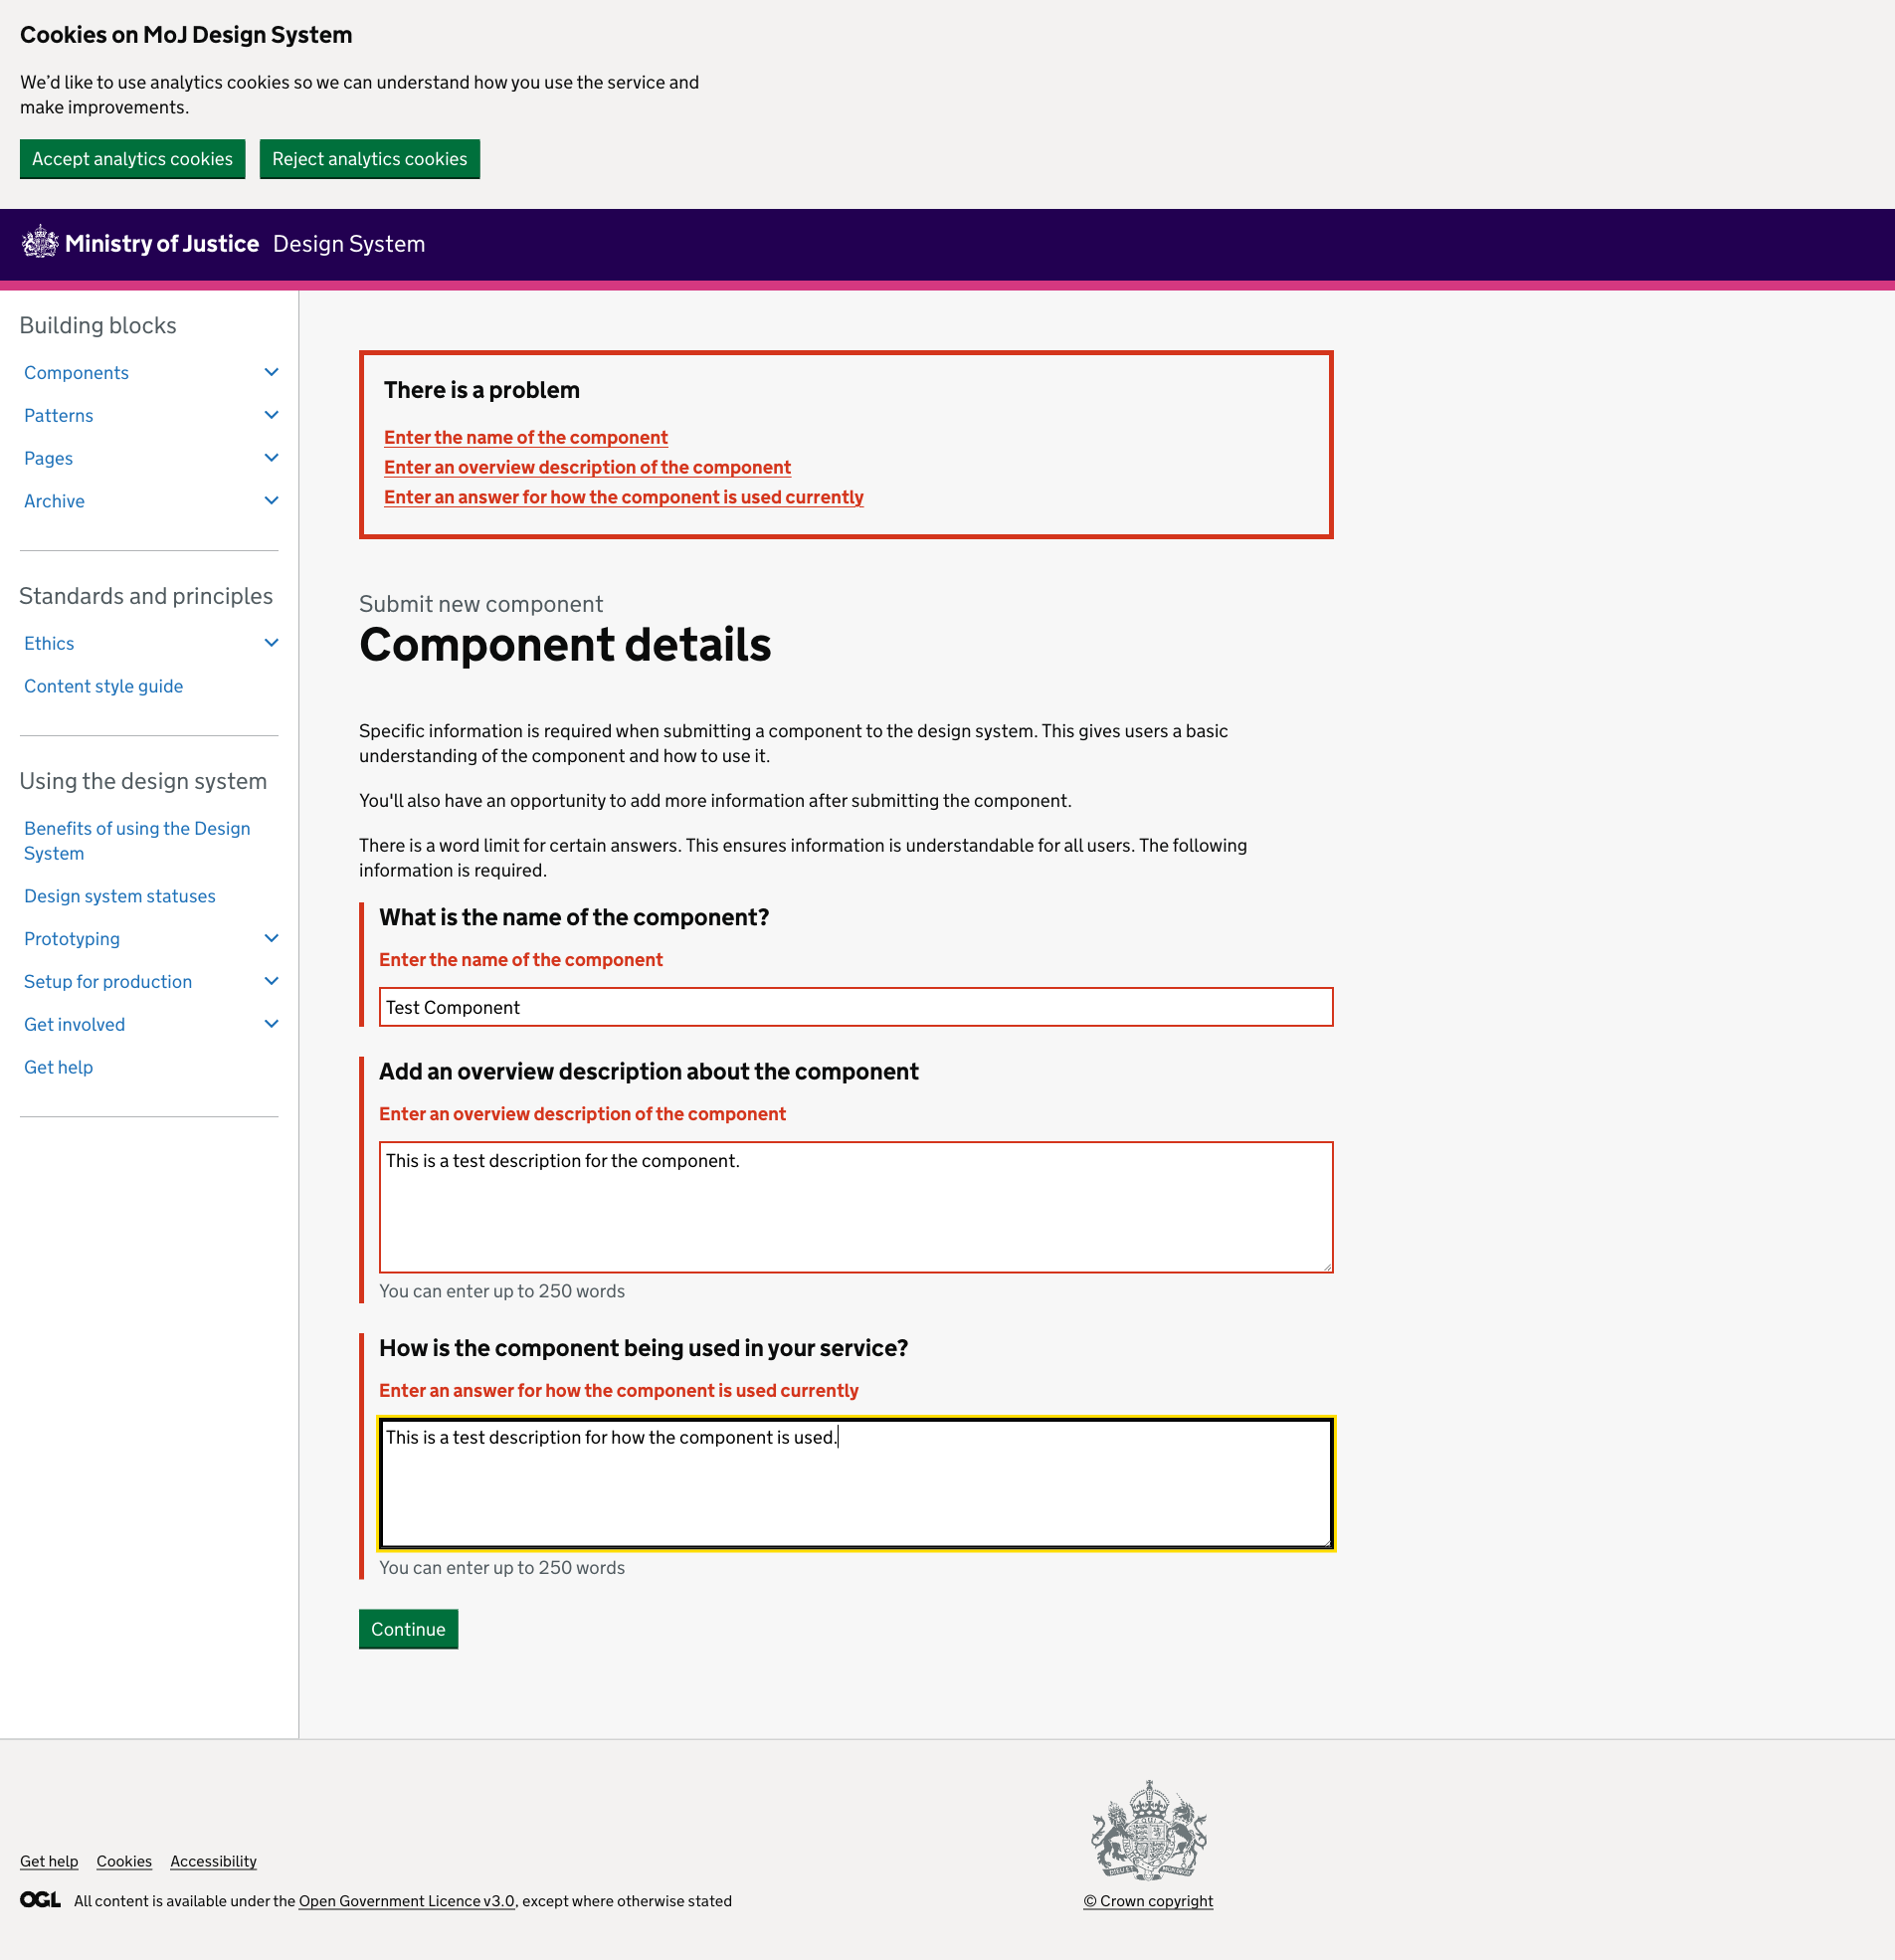 Cookies on MoJ Design System
We’d like to use analytics cookies so we can understand how you use the service and
make improvements.
Accept analytics cookies
Reject analytics cookies
Ministry of Justice Design System
Building blocks
Components
Patterns
Pages
Archive
Standards and principles
Ethics
Content style guide
Using the design system
Benefits of using the Design
System
Design system statuses
Prototyping
Setup for production
Get involved
Get help
There is a problem
Enter the name of the component
Enter an overview description of the component
Enter an answer for how the component is used currently
Submit new component
Component details
Specific information is required when submitting a component to the design system. This gives users a basic
understanding of the component and how to use it.
You'll also have an opportunity to add more information after submitting the component.
There is a word limit for certain answers. This ensures information is understandable for all users. The following
information is required.
What is the name of the component?
Enter the name of the component
Test Component
Add an overview description about the component
Enter an overview description of the component
This is a test description for the component.
You can enter up to 250 words
How is the component being used in your service?
Enter an answer for how the component is used currently
This is a test description for how the component is used.
You can enter up to 250 words
Continue
Get help Cookies Accessibility
OGL All content is available under the Open Government Licence v3.0, except where otherwise stated
© Crown copyright